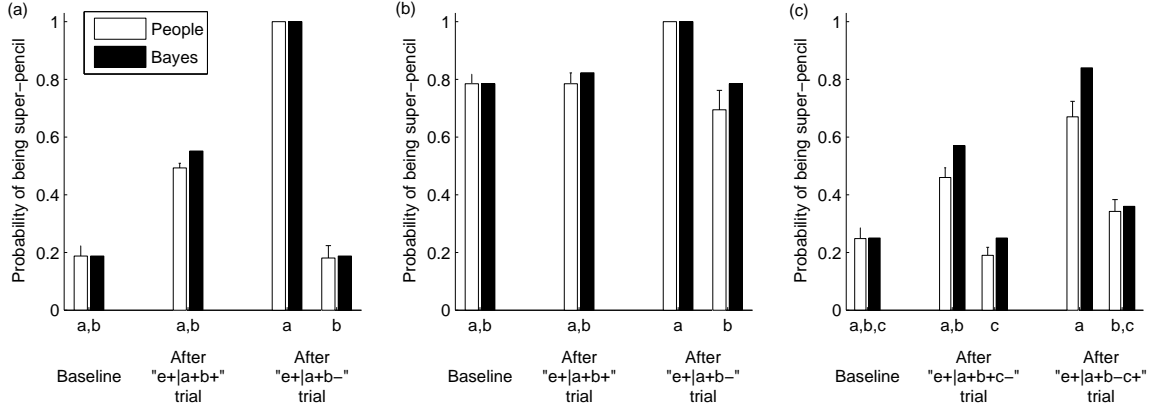 (a)
Probability of being super-pencil
1
0.8
0.6
0.4
0.2
0
People
Bayes
a,b
a,b
a
b
Baseline
After
"e+|a+b+"
trial
After
"e+|a+b-"
trial
(b)
Probability of being super-pencil
1
0.8
0.6
0.4
0.2
0
a,b
a,b
a
b
Baseline
After
"e+|a+b+"
trial
After
"e+|a+b-"
trial
(c)
Probability of being super-pencil
1
0.8
0.6
0.4
0.2
0
a,b,c
a,b
c
a
b,c
Baseline
After
"e+|a+b+c-"
trial
After
"e+|a+b-c+"
trial